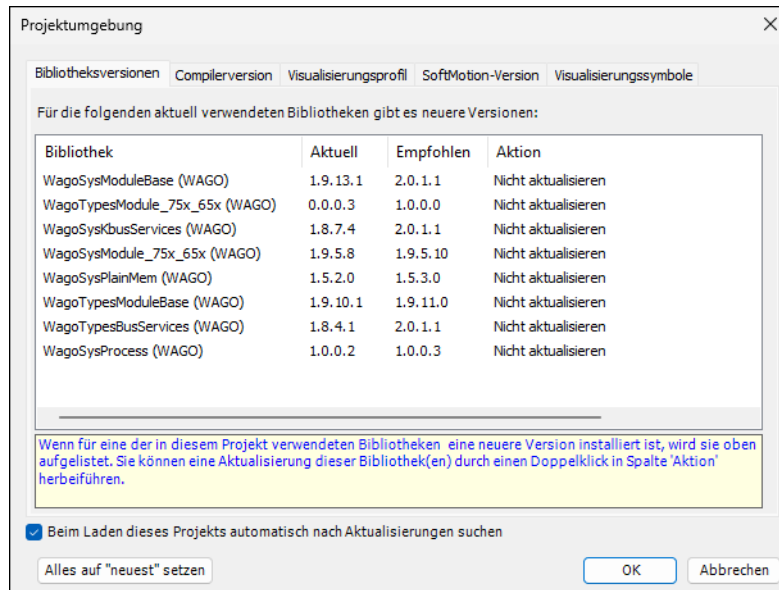 Projektumgebung
Bibliotheksversionen Compilerversion Visualisierungsprofil SoftMotion-Version Visualisierungssymbole
Für die folgenden aktuell verwendeten Bibliotheken gibt es neuere Versionen:
Bibliothek Aktuell Empfohlen Aktion
WagoSysModuleBase (WAGO) 1.9.13.1 2.0.1.1 Nicht aktualisieren
WagoTypesModule_75x_65x (WAGO) 0.0.0.3 1.0.0.0 Nicht aktualisieren
WagoSysKbusServices (WAGO) 1.8.7.4 2.0.1.1 Nicht aktualisieren
WagoSysModule_75x_65x (WAGO) 1.9.5.8 1.9.5.10 Nicht aktualisieren
WagoSysPlainMem (WAGO) 1.5.2.0 1.5.3.0 Nicht aktualisieren
WagoTypesModuleBase (WAGO) 1.9.10.1 1.9.11.0 Nicht aktualisieren
WagoTypesBusServices (WAGO) 1.8.4.1 2.0.1.1 Nicht aktualisieren
WagoSysProcess (WAGO) 1.0.0.2 1.0.0.3 Nicht aktualisieren
Wenn für eine der in diesem Projekt verwendeten Bibliotheken eine neuere Version installiert ist, wird sie oben
aufgelistet. Sie können eine Aktualisierung dieser Bibliothek(en) durch einen Doppelklick in Spalte 'Aktion'
herbeiführen.
Beim Laden dieses Projekts automatisch nach Aktualisierungen suchen
Alles auf "neuest" setzen OK Abbrechen